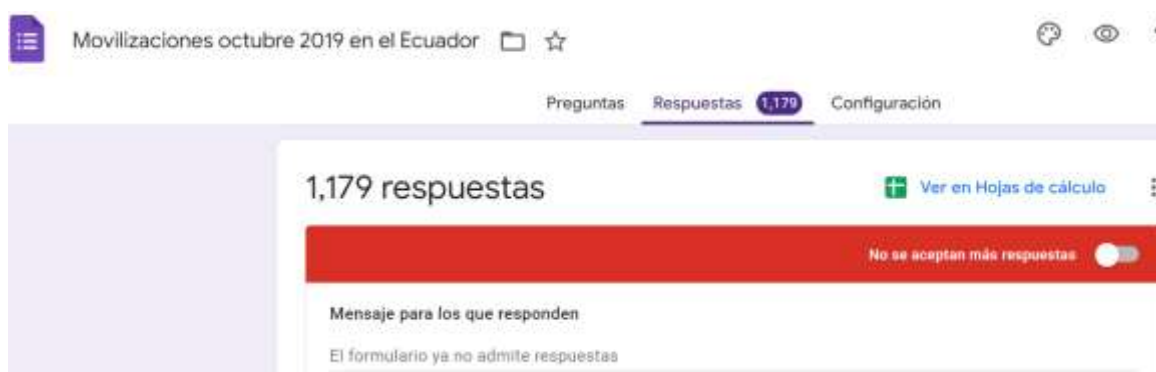 Movilizaciones octubre 2019 en el Ecuador
Preguntas Respuestas 1,179 Configuración
1,179 respuestas Ver en Hojas de cálculo
No se aceptan más respuestas
Mensaje para los que responden
El formulario ya no admite respuestas